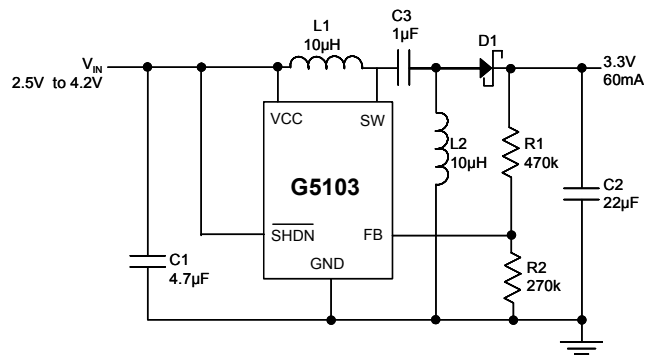 C3
1µF
L1
10µH
D1
VIN
2.5V to 4.2V
3.3V
60mA
VCC
SW
L2
10µH
R1
470k
G5103
C2
22µF
SHDN
FB
C1
4.7µF
GND
R2
270k